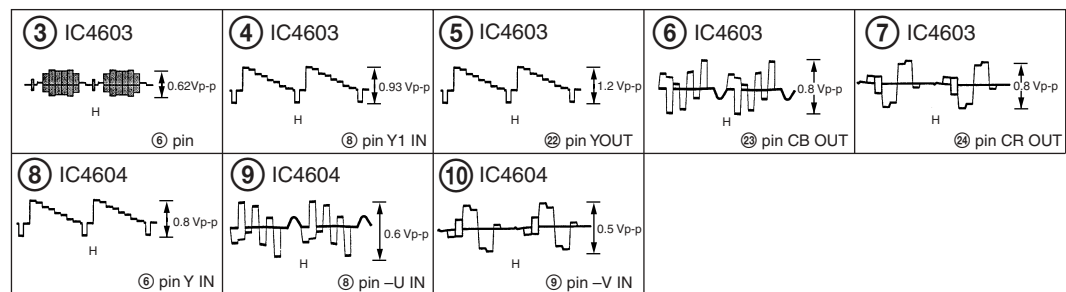 ③ IC4603
0.62Vp-p
H
⑥ pin
④ IC4603
0.93 Vp-p
H
⑧ pin Y1 IN
⑤ IC4603
1.2 Vp-p
H
㉒ pin YOUT
⑥ IC4603
0.8 Vp-p
H
㉓ pin CB OUT
⑦ IC4603
0.8 Vp-p
H
㉔ pin CR OUT
⑧ IC4604
0.8 Vp-p
H
⑥ pin Y IN
⑨ IC4604
0.6 Vp-p
H
⑧ pin –U IN
⑩ IC4604
0.5 Vp-p
H
⑨ pin –V IN